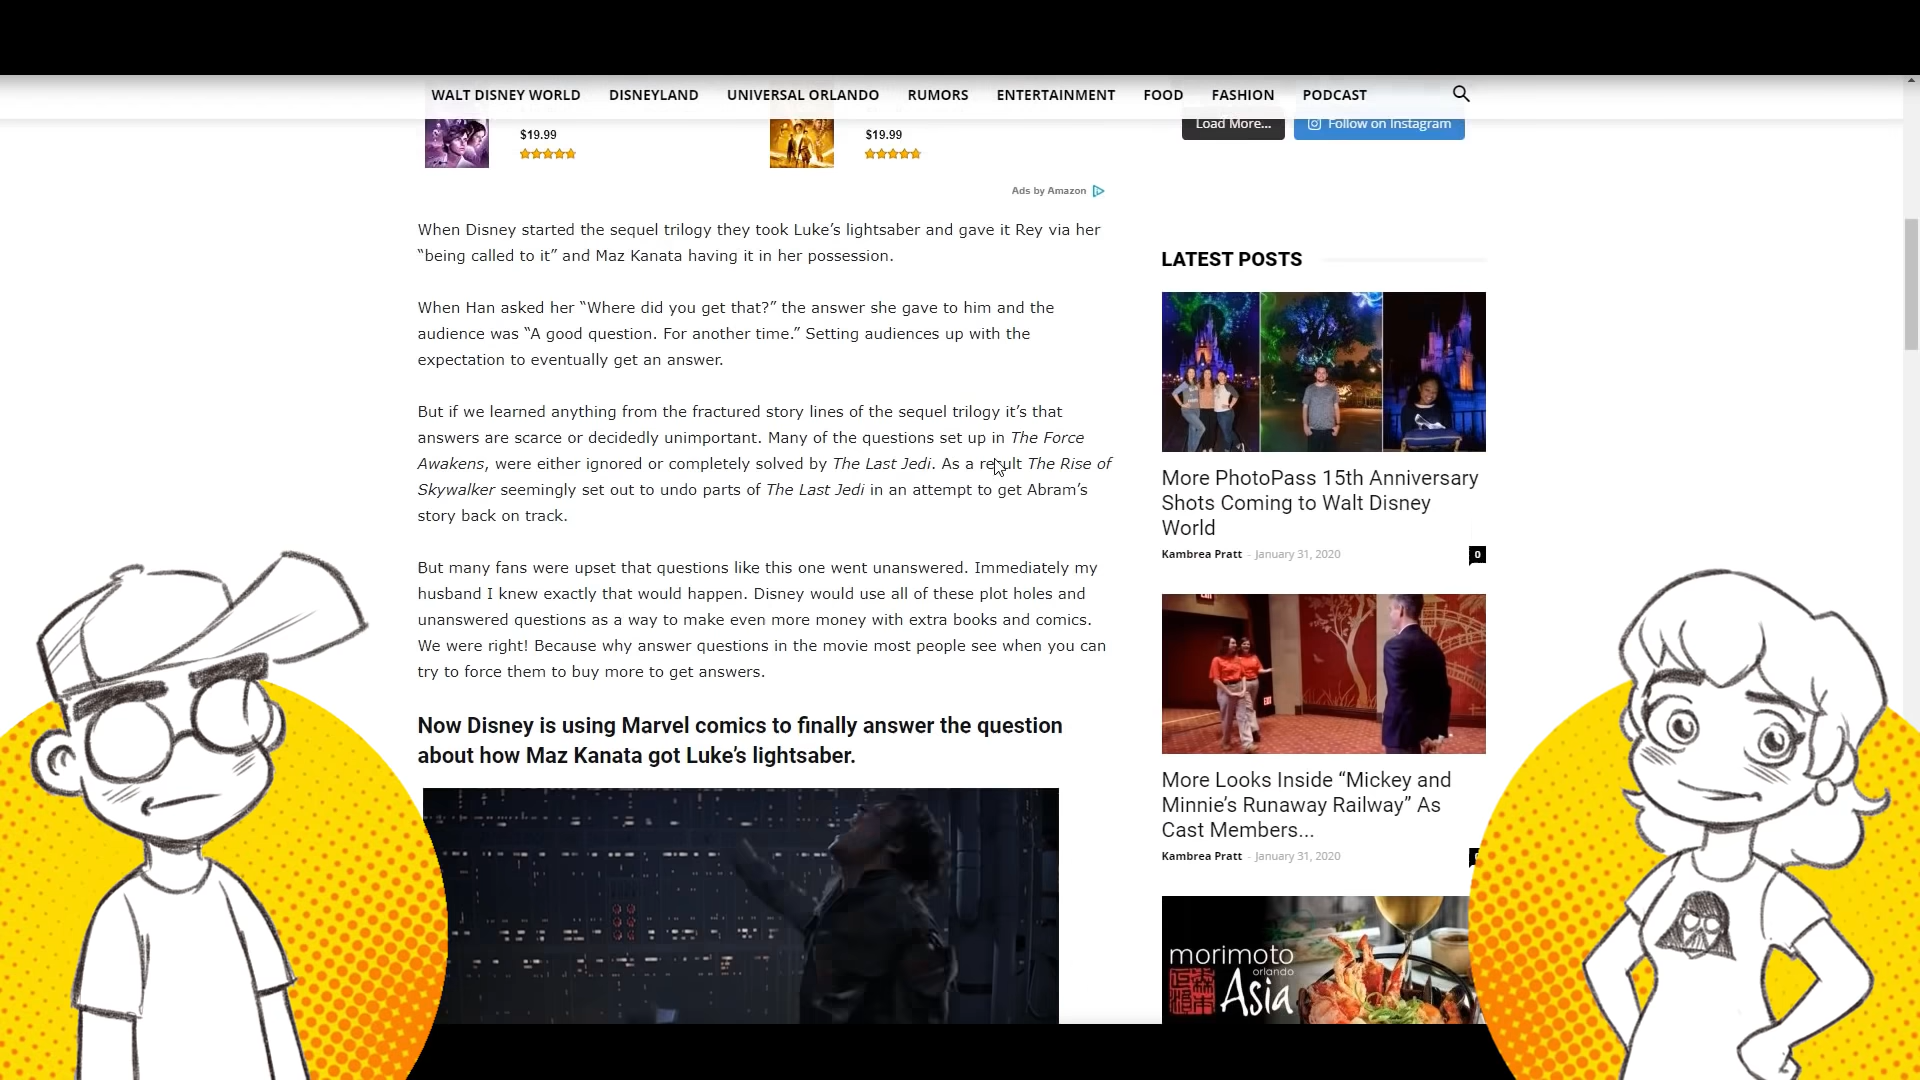 WALT DISNEY WORLD DISNEYLAND UNIVERSAL ORLANDO RUMORS ENTERTAINMENT FOOD FASHION PODCAST
$19.99
$19.99
Load More...
Follow on Instagram
Ads by Amazon
When Disney started the sequel trilogy they took Luke’s lightsaber and gave it Rey via her
“being called to it” and Maz Kanata having it in her possession.
When Han asked her “Where did you get that?” the answer she gave to him and the
audience was “A good question. For another time.” Setting audiences up with the
expectation to eventually get an answer.
But if we learned anything from the fractured story lines of the sequel trilogy it’s that
answers are scarce or decidedly unimportant. Many of the questions set up in The Force
Awakens, were either ignored or completely solved by The Last Jedi. As a result The Rise of
Skywalker seemingly set out to undo parts of The Last Jedi in an attempt to get Abram’s
story back on track.
But many fans were upset that questions like this one went unanswered. Immediately my
husband I knew exactly that would happen. Disney would use all of these plot holes and
unanswered questions as a way to make even more money with extra books and comics.
We were right! Because why answer questions in the movie most people see when you can
try to force them to buy more to get answers.
Now Disney is using Marvel comics to finally answer the question
about how Maz Kanata got Luke’s lightsaber.
LATEST POSTS
More PhotoPass 15th Anniversary
Shots Coming to Walt Disney
World
Kambrea Pratt - January 31, 2020
0
More Looks Inside “Mickey and
Minnie’s Runaway Railway” As
Cast Members...
Kambrea Pratt - January 31, 2020
morimoto
orlando
Asia